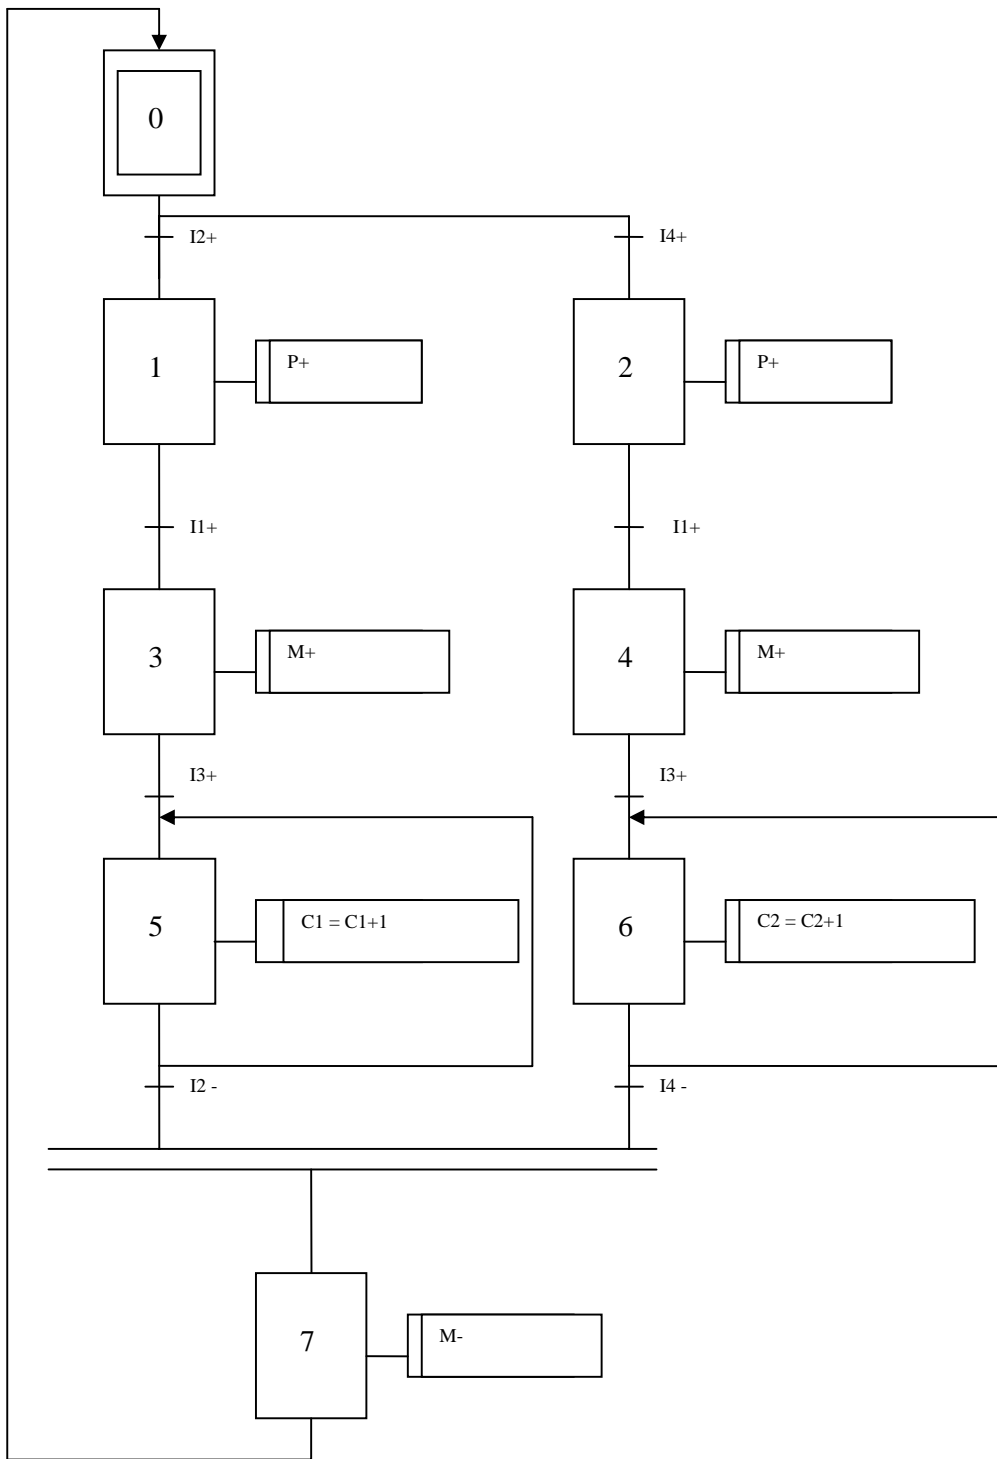 0
I2+
I4+
1
P+
2
P+
I1+
I1+
3
M+
4
M+
I3+
I3+
5
C1 = C1+1
6
C2 = C2+1
I2 -
I4 -
7
M-